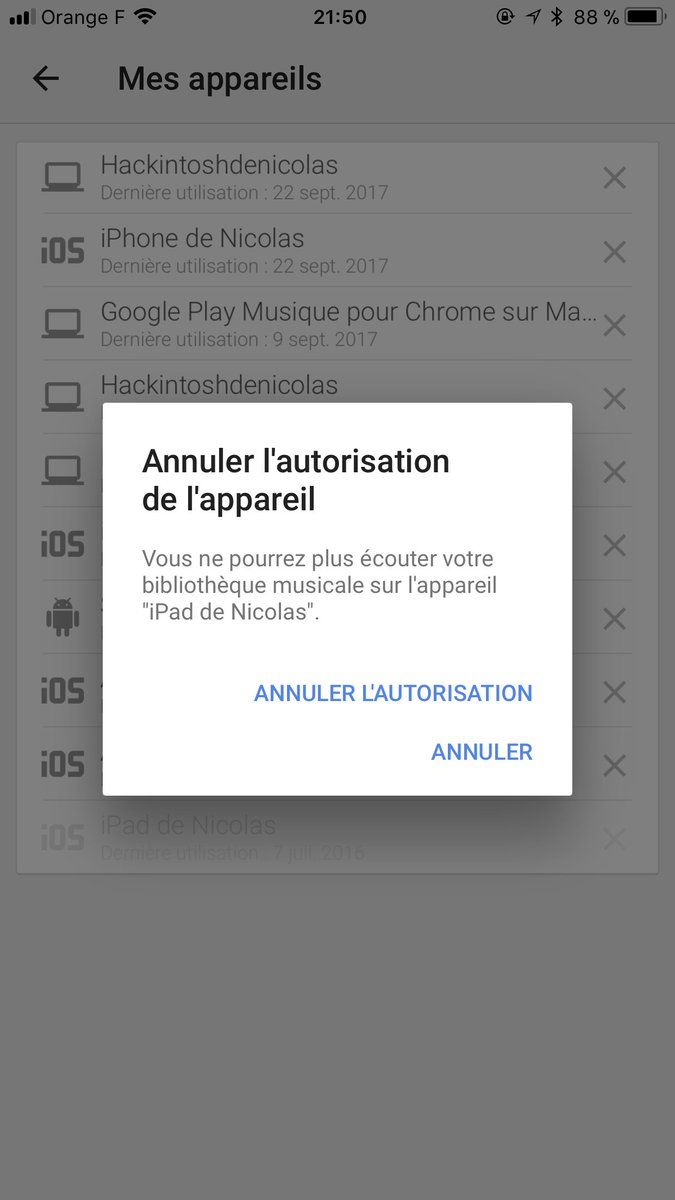 Orange F 21:50 88 %
Mes appareils
Hackintoshdenicolas
Dernière utilisation : 22 sept. 2017
iOS iPhone de Nicolas
Dernière utilisation : 22 sept. 2017
Google Play Musique pour Chrome sur Ma...
Dernière utilisation : 9 sept. 2017
Hackintoshdenicolas
Annuler l'autorisation
de l'appareil
iOS
Vous ne pourrez plus écouter votre
bibliothèque musicale sur l'appareil
"iPad de Nicolas".
iOS
ANNULER L'AUTORISATION
ANNULER
iOS
iOS iPad de Nicolas
Dernière utilisation : 7 juil. 2016